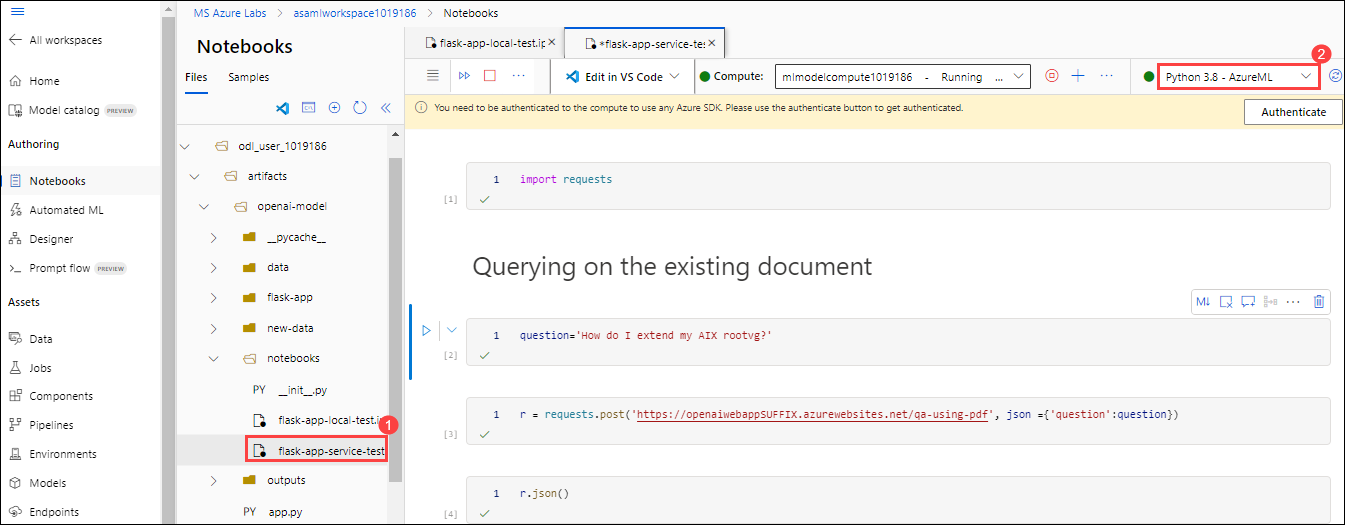 MS Azure Labs > asamlworkspace1019186 > Notebooks
All workspaces
Home
Model catalog PREVIEW
Authoring
Notebooks
Automated ML
Designer
Prompt flow PREVIEW
Assets
Data
Jobs
Components
Pipelines
Environments
Models
Endpoints
Notebooks
Files Samples
odl_user_1019186
artifacts
openai-model
__pycache__
data
flask-app
new-data
notebooks
PY __init__.py
flask-app-local-test.i
1
flask-app-service-test
outputs
PY app.py
flask-app-local-test.ip *flask-app-service-tes
Edit in VS Code Compute: mlmodelcompute1019186 - Running ... Python 3.8 - AzureML
2
You need to be authenticated to the compute to use any Azure SDK. Please use the authenticate button to get authenticated. Authenticate
1 import requests
[1]
Querying on the existing document
M↓
1 question='How do I extend my AIX rootvg?'
[2]
1 r = requests.post('https://openaiwebappSUFFIX.azurewebsites.net/qa-using-pdf', json ={'question':question})
[3]
1 r.json()
[4]